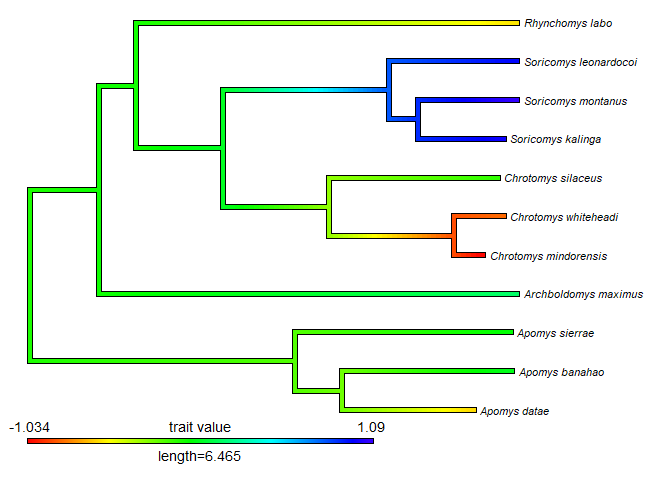 Rhynchomys labo
Soricomys leonardocoi
Soricomys montanus
Soricomys kalinga
Chrotomys silaceus
Chrotomys whiteheadi
Chrotomys mindorensis
Archboldomys maximus
Apomys sierrae
Apomys banahao
Apomys datae
-1.034 trait value 1.09
length=6.465